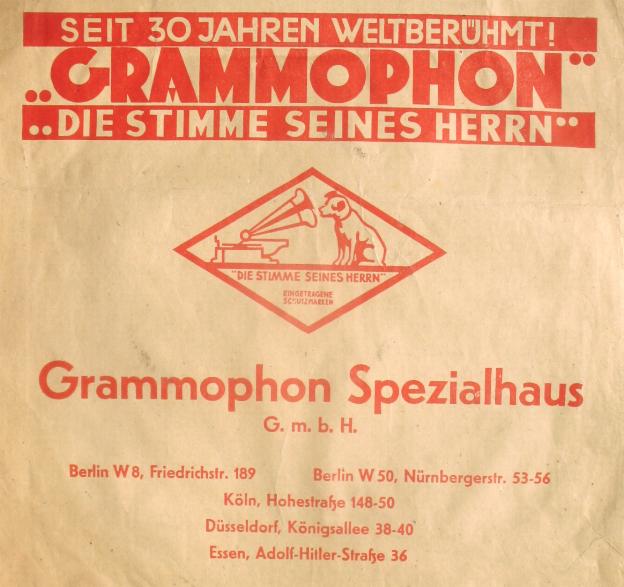 SEIT 30 JAHREN WELTBERÜHMT!
„GRAMMOPHON“
„DIE STIMME SEINES HERRN“
"DIE STIMME SEINES HERRN"
EINGETRAGENE
SCHUTZMARKEN
Grammophon Spezialhaus
G. m. b. H.
Berlin W 8, Friedrichstr. 189 Berlin W 50, Nürnbergerstr. 53-56
Köln, Hohestraße 148-50
Düsseldorf, Königsallee 38-40
Essen, Adolf-Hitler-Straße 36